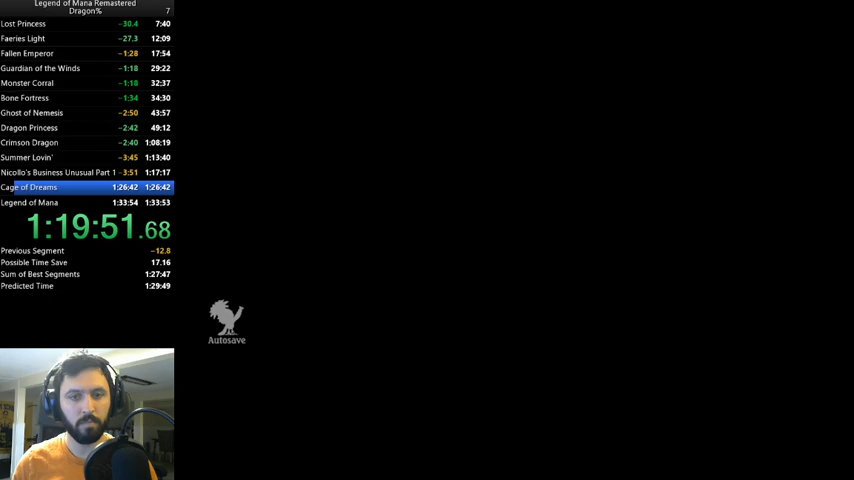 Legend of Mana Remastered
Dragon% 7
Lost Princess -30.4 7:40
Faeries Light -27.3 12:09
Fallen Emperor -1:28 17:54
Guardian of the Winds -1:18 29:22
Monster Corral -1:18 32:37
Bone Fortress -1:34 34:30
Ghost of Nemesis -2:50 43:57
Dragon Princess -2:42 49:12
Crimson Dragon -2:40 1:08:19
Summer Lovin' -3:45 1:13:40
Nicollo's Business Unusual Part 1 -3:51 1:17:17
Cage of Dreams 1:26:42 1:26:42
Legend of Mana 1:33:54 1:33:53
1:19:51.68
Previous Segment -12.8
Possible Time Save 17.16
Sum of Best Segments 1:27:47
Predicted Time 1:29:49
Autosave